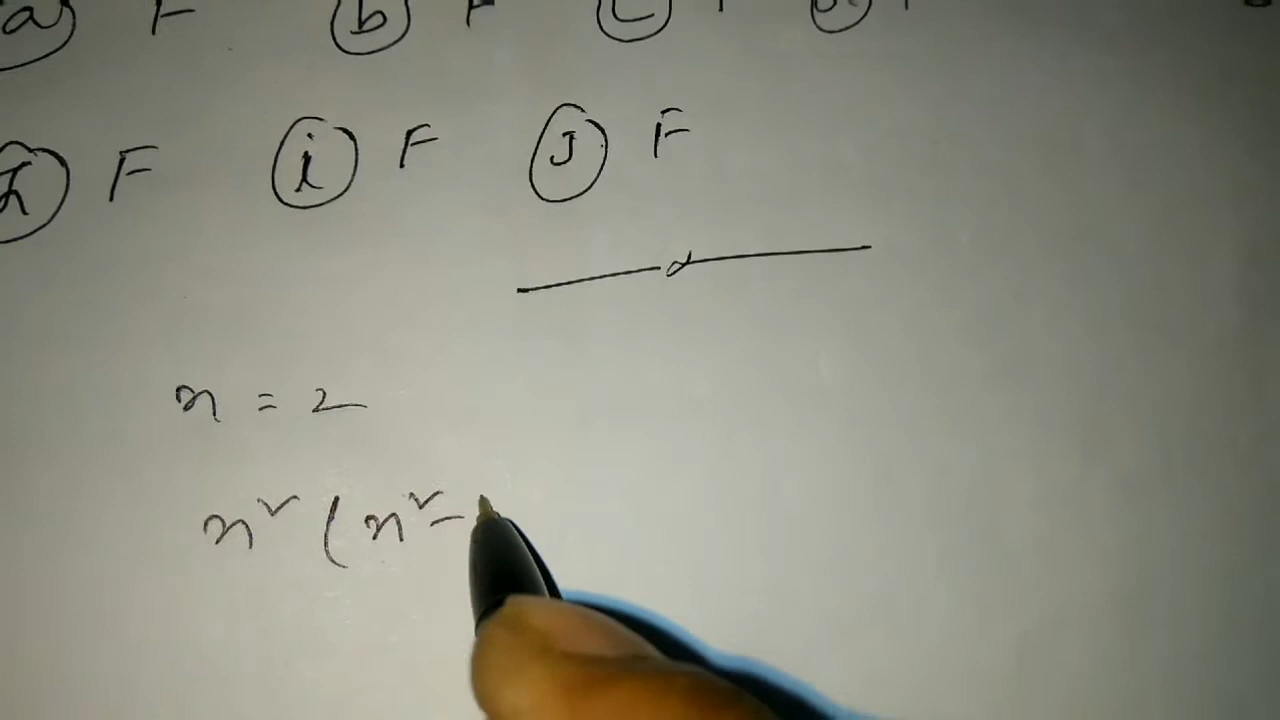 (a) F (b) F (c) (d)
F (i) F (J) F
n = 2
n² (n² -